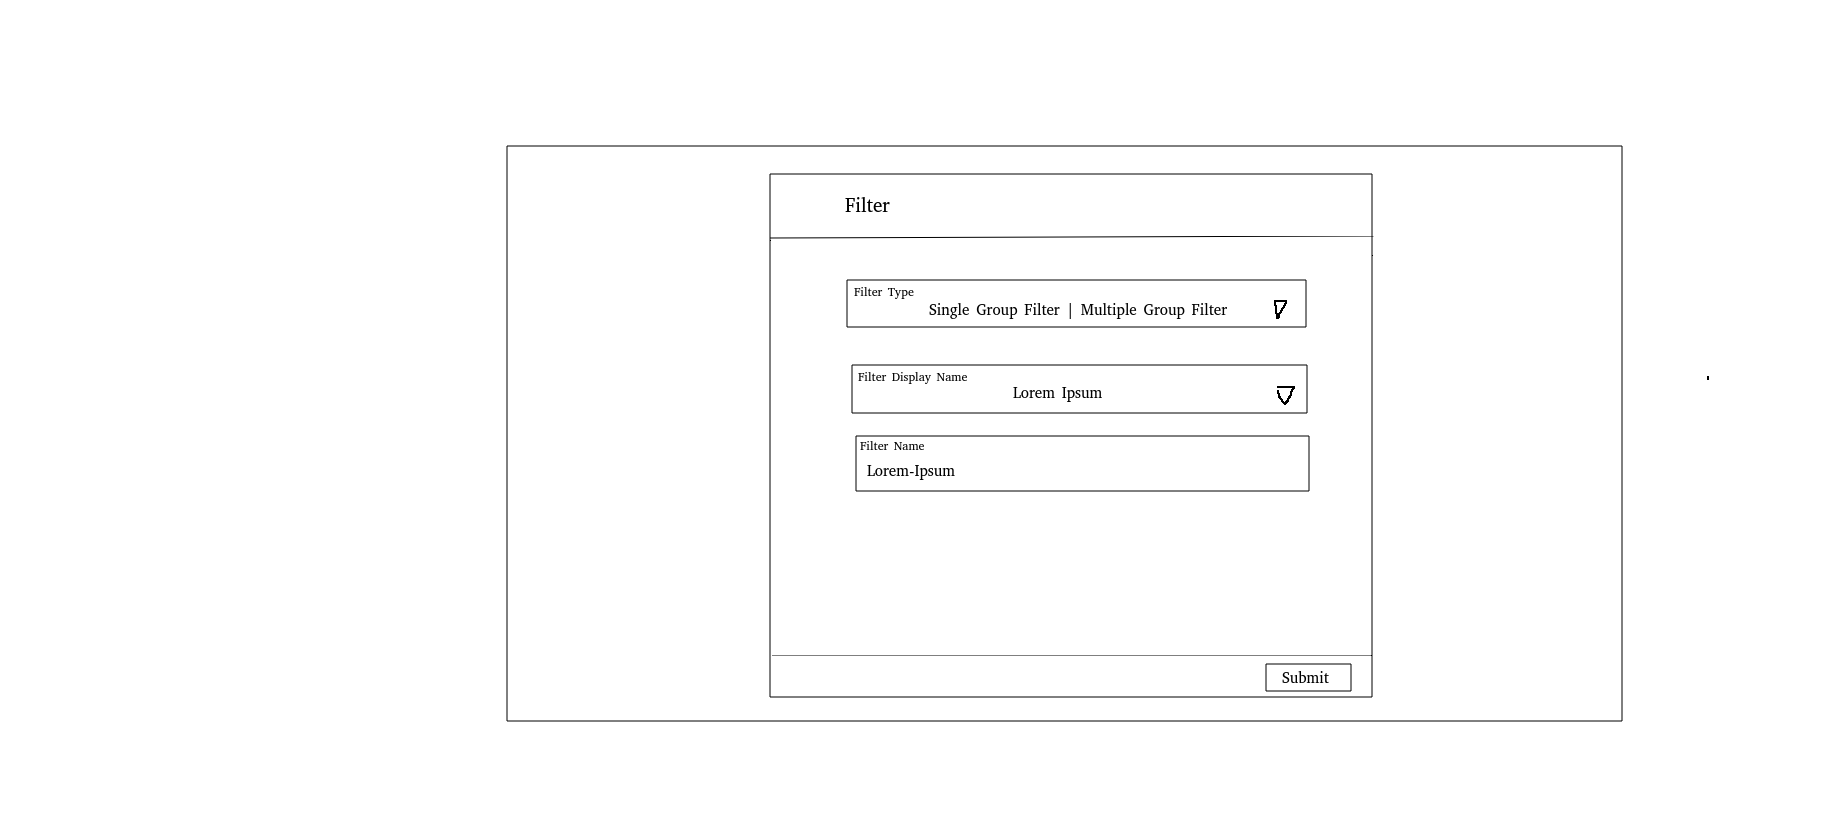 Filter
Filter Type
Single Group Filter | Multiple Group Filter
Filter Display Name
Lorem Ipsum
Filter Name
Lorem-Ipsum
Submit